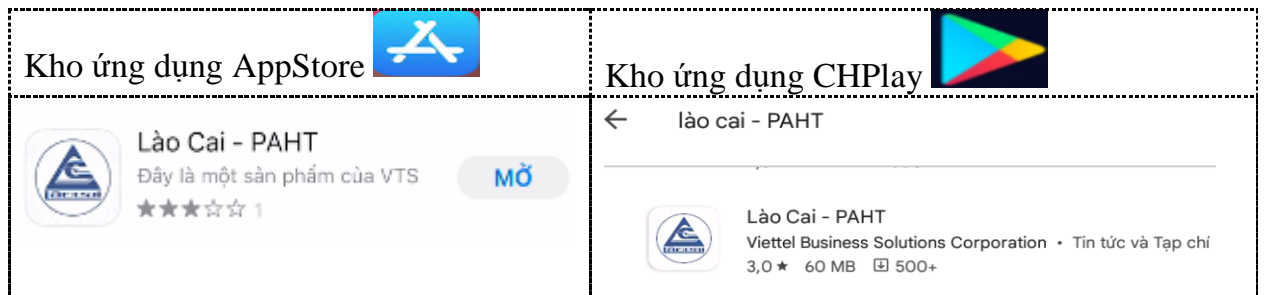 Kho ứng dụng AppStore
Kho ứng dụng CHPlay
Lào Cai - PAHT
Đây là một sản phẩm của VTS
MỞ
★★★☆☆ 1
lào cai - PAHT
Lào Cai - PAHT
Viettel Business Solutions Corporation • Tin tức và Tạp chí
3,0 ★ 60 MB 500+